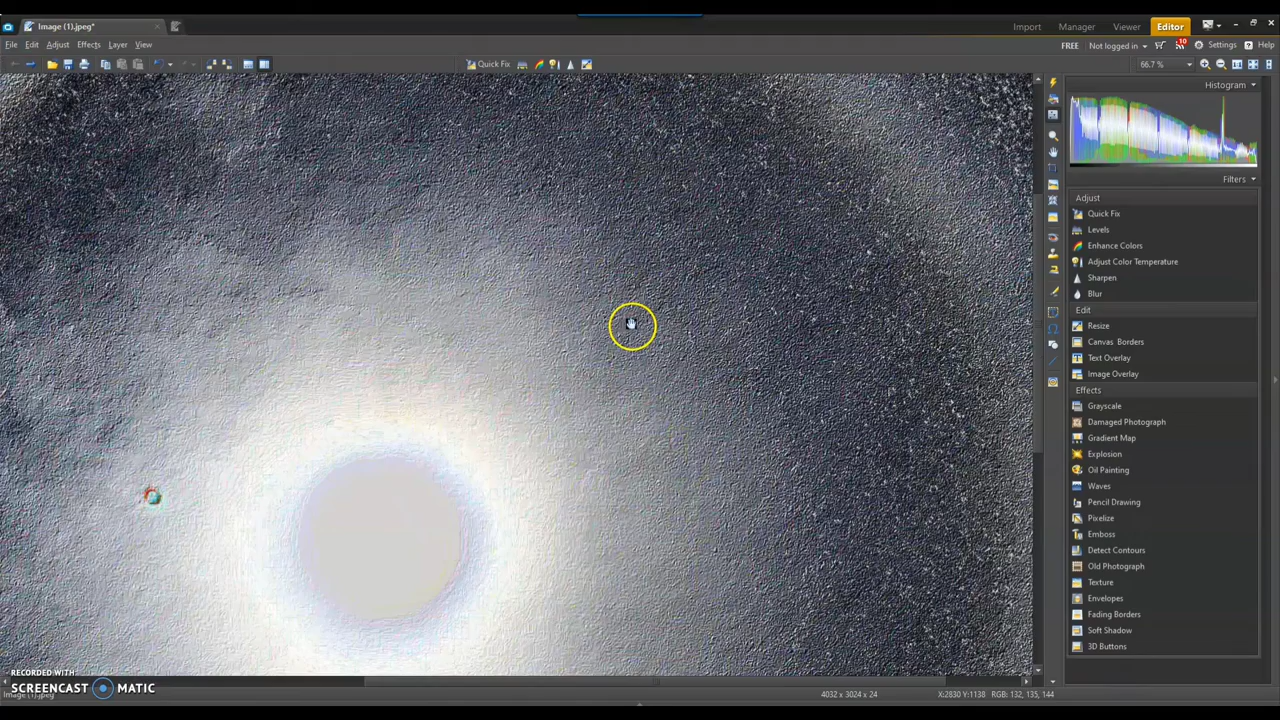 Image (1).jpeg*
Import
Manager
Viewer
Editor
File
Edit
Adjust
Effects
Layer
View
FREE
Not logged in
10
Settings
Help
Quick Fix
66.7 %
Histogram
Filters
Adjust
Quick Fix
Levels
Enhance Colors
Adjust Color Temperature
Sharpen
Blur
Edit
Resize
Canvas Borders
Text Overlay
Image Overlay
Effects
Grayscale
Damaged Photograph
Gradient Map
Explosion
Oil Painting
Waves
Pencil Drawing
Pixelize
Emboss
Detect Contours
Old Photograph
Texture
Envelopes
Fading Borders
Soft Shadow
3D Buttons
RECORDED WITH
SCREENCAST MATIC
Image (1).jpeg
4032 x 3024 x 24
X:2830 Y:1138
RGB: 132, 135, 144